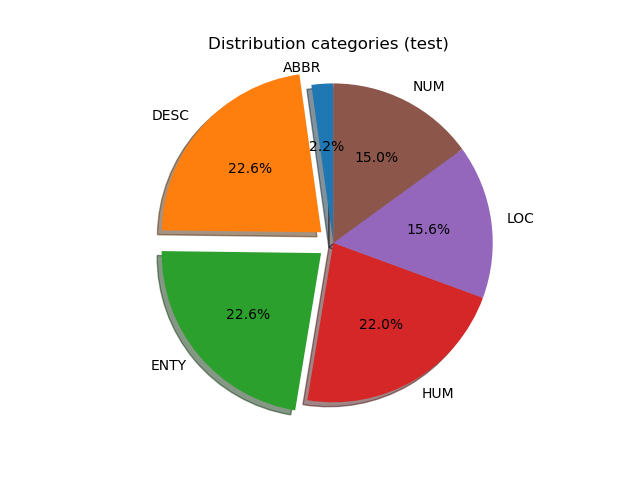 Distribution categories (test)
ABBR
NUM
DESC
2.2%
15.0%
22.6%
LOC
15.6%
22.6%
22.0%
ENTY
HUM